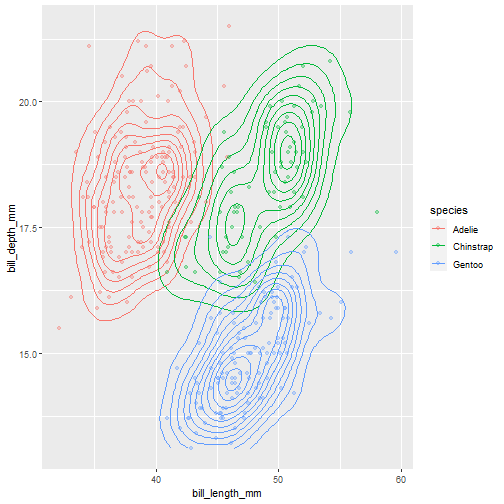 20.0
17.5
15.0
bill_depth_mm
40
50
60
bill_length_mm
species
Adelie
Chinstrap
Gentoo